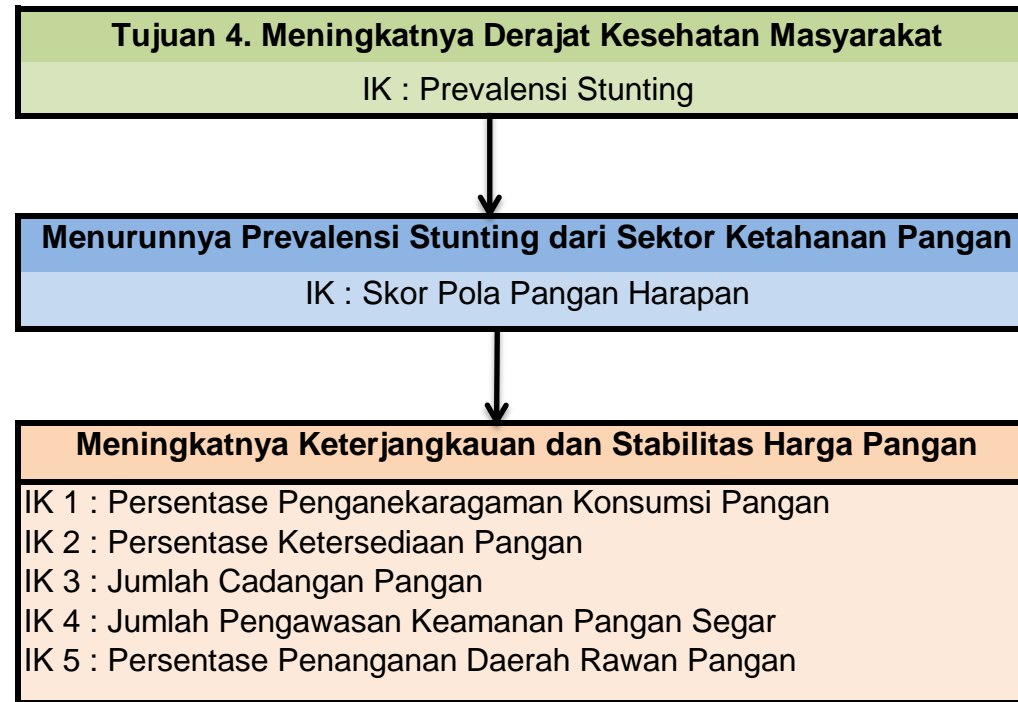 Tujuan 4. Meningkatnya Derajat Kesehatan Masyarakat
IK : Prevalensi Stunting
Menurunnya Prevalensi Stunting dari Sektor Ketahanan Pangan
IK : Skor Pola Pangan Harapan
Meningkatnya Keterjangkauan dan Stabilitas Harga Pangan
IK 1 : Persentase Penganekaragaman Konsumsi Pangan
IK 2 : Persentase Ketersediaan Pangan
IK 3 : Jumlah Cadangan Pangan
IK 4 : Jumlah Pengawasan Keamanan Pangan Segar
IK 5 : Persentase Penanganan Daerah Rawan Pangan